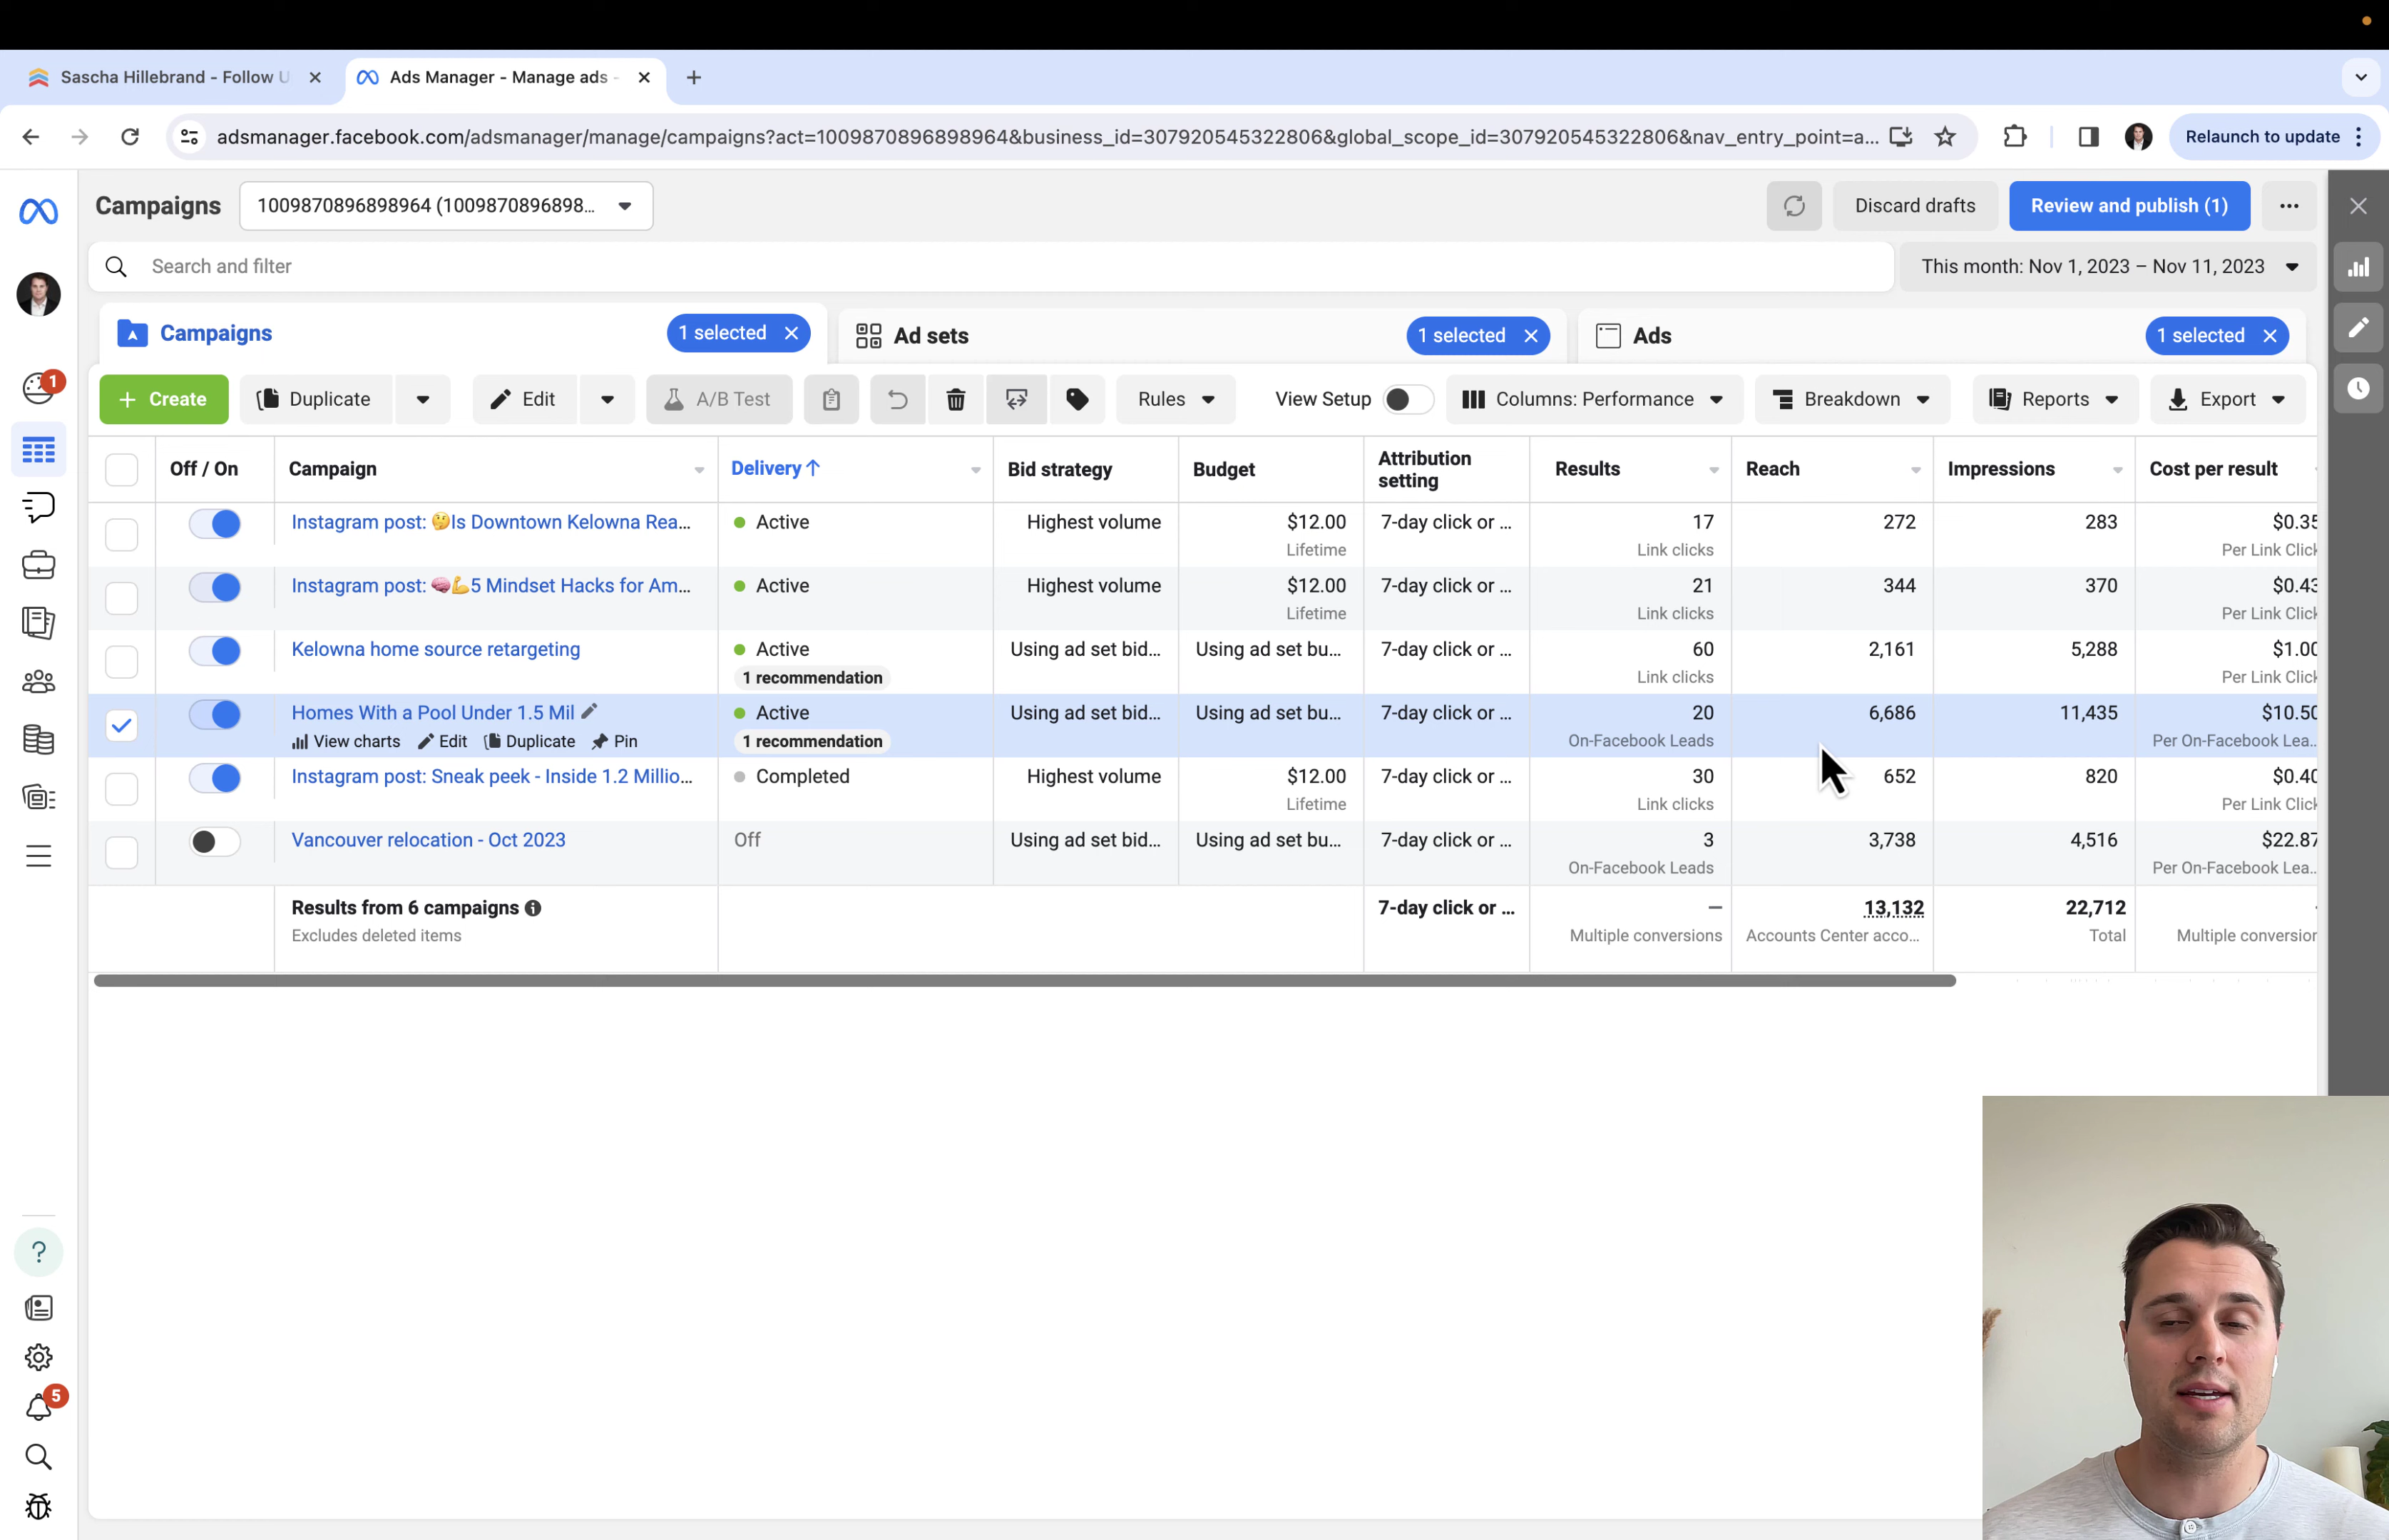 Sascha Hillebrand - Follow U
Ads Manager - Manage ads -
adsmanager.facebook.com/adsmanager/manage/campaigns?act=1009870896898964&business_id=307920545322806&global_scope_id=307920545322806&nav_entry_point=a...
Relaunch to update
Campaigns
1009870896898964 (1009870896898...
Discard drafts
Review and publish (1)
Search and filter
This month: Nov 1, 2023 – Nov 11, 2023
Campaigns
1 selected
Ad sets
1 selected
Ads
1 selected
1
+ Create
Duplicate
Edit
A/B Test
Rules
View Setup
Columns: Performance
Breakdown
Reports
Export
Off / On
Campaign
Delivery ↑
Bid strategy
Budget
Attribution
setting
Results
Reach
Impressions
Cost per result
Instagram post: 🤔Is Downtown Kelowna Rea...
Active
Highest volume
$12.00
Lifetime
7-day click or ...
17
Link clicks
272
283
$0.35
Per Link Click
Instagram post: 🧠💪5 Mindset Hacks for Am...
Active
Highest volume
$12.00
Lifetime
7-day click or ...
21
Link clicks
344
370
$0.43
Per Link Click
Kelowna home source retargeting
Active
1 recommendation
Using ad set bid...
Using ad set bu...
7-day click or ...
60
Link clicks
2,161
5,288
$1.00
Per Link Click
Homes With a Pool Under 1.5 Mil
View charts
Edit
Duplicate
Pin
Active
1 recommendation
Using ad set bid...
Using ad set bu...
7-day click or ...
20
On-Facebook Leads
6,686
11,435
$10.50
Per On-Facebook Lea...
Instagram post: Sneak peek - Inside 1.2 Millio...
Completed
Highest volume
$12.00
Lifetime
7-day click or ...
30
Link clicks
652
820
$0.40
Per Link Click
Vancouver relocation - Oct 2023
Off
Using ad set bid...
Using ad set bu...
7-day click or ...
3
On-Facebook Leads
3,738
4,516
$22.87
Per On-Facebook Lea...
Results from 6 campaigns
Excludes deleted items
7-day click or ...
—
Multiple conversions
13,132
Accounts Center acco...
22,712
Total
Multiple conversion
?
5